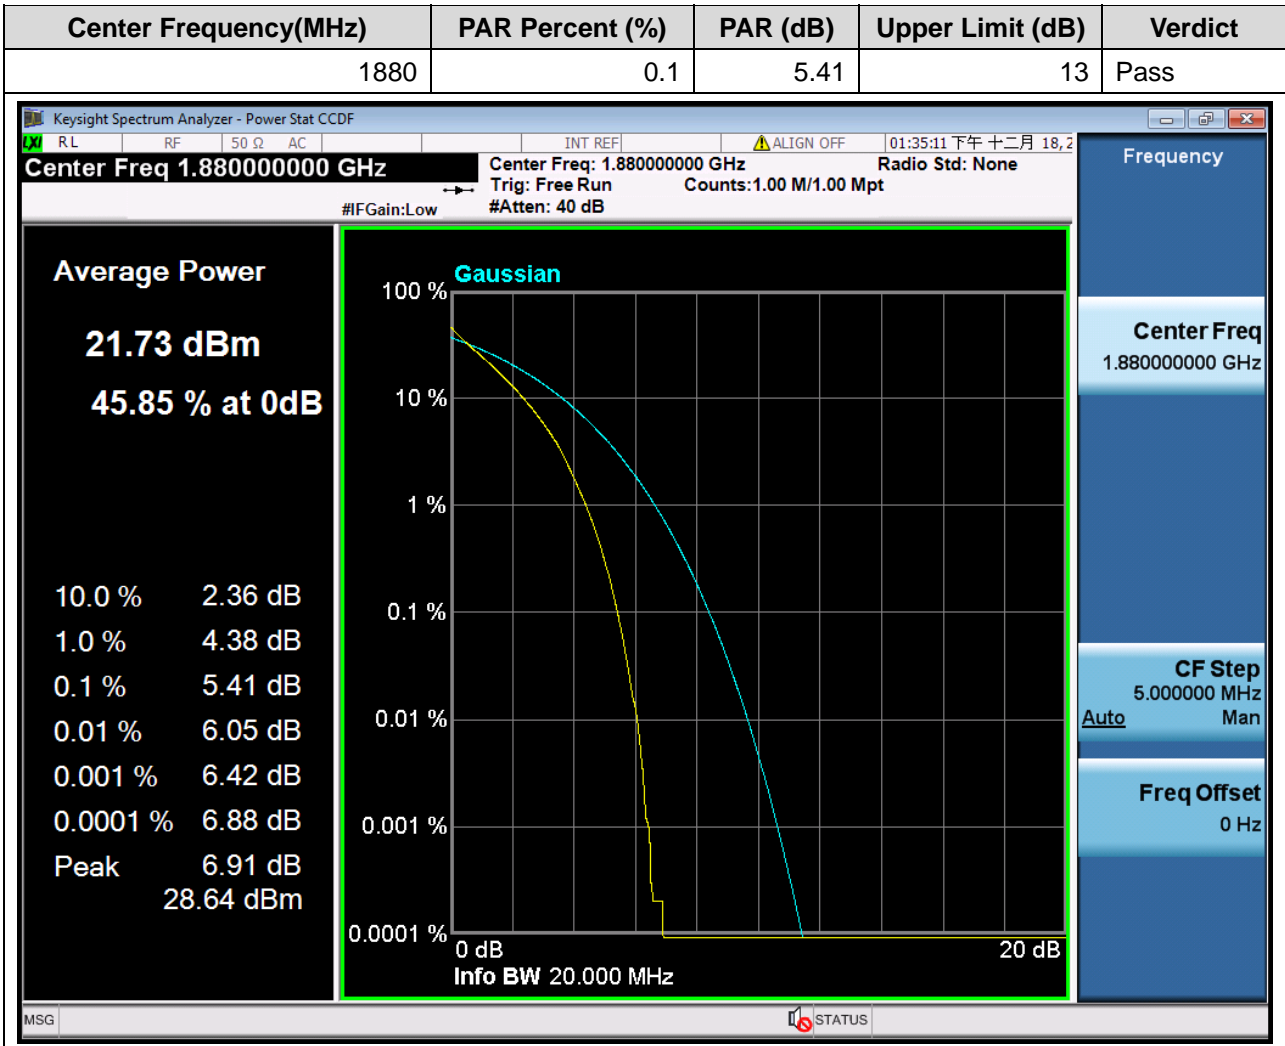 Center Frequency(MHz) PAR Percent (%) PAR (dB) Upper Limit (dB) Verdict
1880 0.1 5.41 13 Pass
Keysight Spectrum Analyzer - Power Stat CCDF
LXI RL RF 50 Ω AC INT REF ALIGN OFF 01:35:11 下午 十二月 18, 2
Center Freq 1.880000000 GHz
Center Freq: 1.880000000 GHz Radio Std: None
Trig: Free Run Counts:1.00 M/1.00 Mpt
#IFGain:Low #Atten: 40 dB
Average Power
21.73 dBm
45.85 % at 0dB
10.0 % 2.36 dB
1.0 % 4.38 dB
0.1 % 5.41 dB
0.01 % 6.05 dB
0.001 % 6.42 dB
0.0001 % 6.88 dB
Peak 6.91 dB
28.64 dBm
Gaussian
100 %
10 %
1 %
0.1 %
0.01 %
0.001 %
0.0001 %
0 dB 20 dB
Info BW 20.000 MHz
Frequency
Center Freq
1.880000000 GHz
CF Step
5.000000 MHz
Auto Man
Freq Offset
0 Hz
MSG STATUS